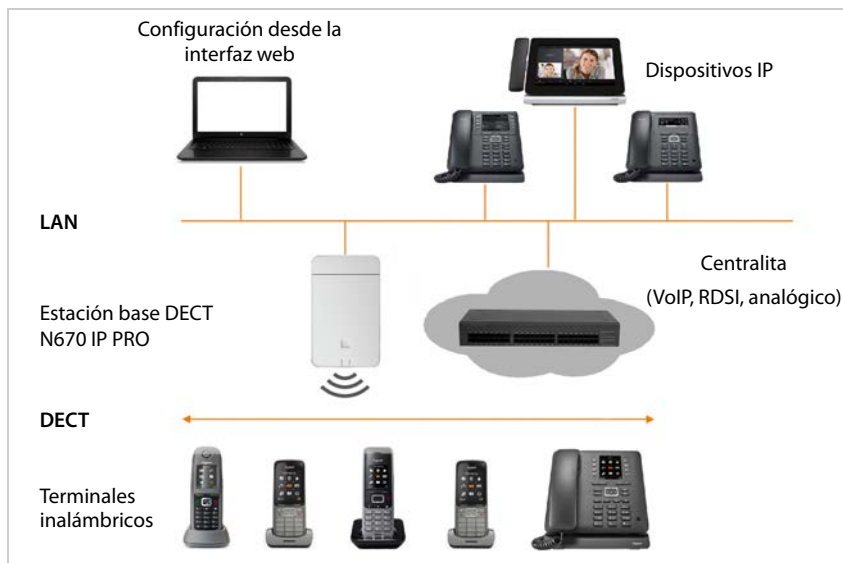 Configuración desde la
interfaz web
Dispositivos IP
LAN
Centralita
(VoIP, RDSI, analógico)
Estación base DECT
N670 IP PRO
DECT
Terminales
inalámbricos